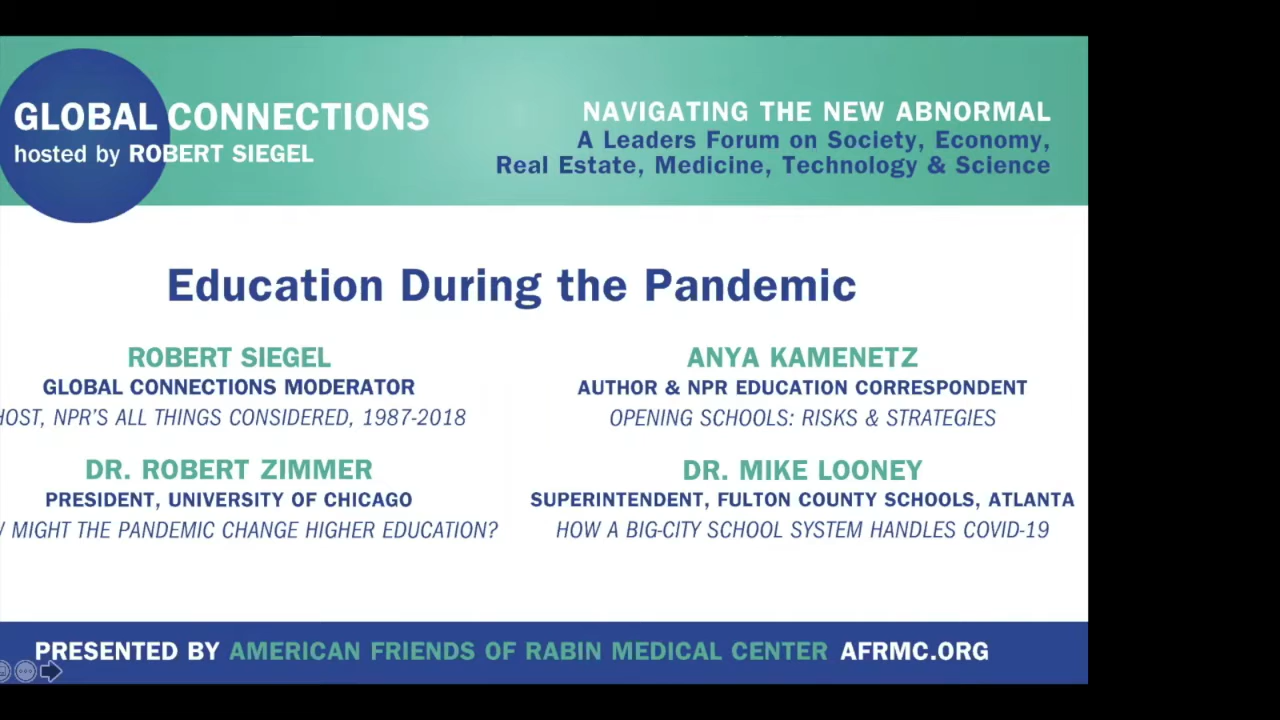 GLOBAL CONNECTIONS
hosted by ROBERT SIEGEL
NAVIGATING THE NEW ABNORMAL
A Leaders Forum on Society, Economy,
Real Estate, Medicine, Technology & Science
Education During the Pandemic
ROBERT SIEGEL
GLOBAL CONNECTIONS MODERATOR
HOST, NPR'S ALL THINGS CONSIDERED, 1987-2018
ANYA KAMENETZ
AUTHOR & NPR EDUCATION CORRESPONDENT
OPENING SCHOOLS: RISKS & STRATEGIES
DR. ROBERT ZIMMER
PRESIDENT, UNIVERSITY OF CHICAGO
MIGHT THE PANDEMIC CHANGE HIGHER EDUCATION?
DR. MIKE LOONEY
SUPERINTENDENT, FULTON COUNTY SCHOOLS, ATLANTA
HOW A BIG-CITY SCHOOL SYSTEM HANDLES COVID-19
PRESENTED BY AMERICAN FRIENDS OF RABIN MEDICAL CENTER AFRMC.ORG